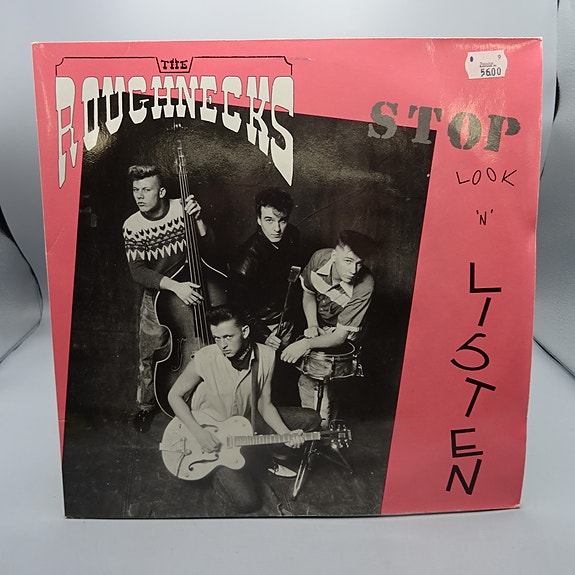 THE
ROUGHNECKS
STOP
LOOK
'N'
LISTEN
5600